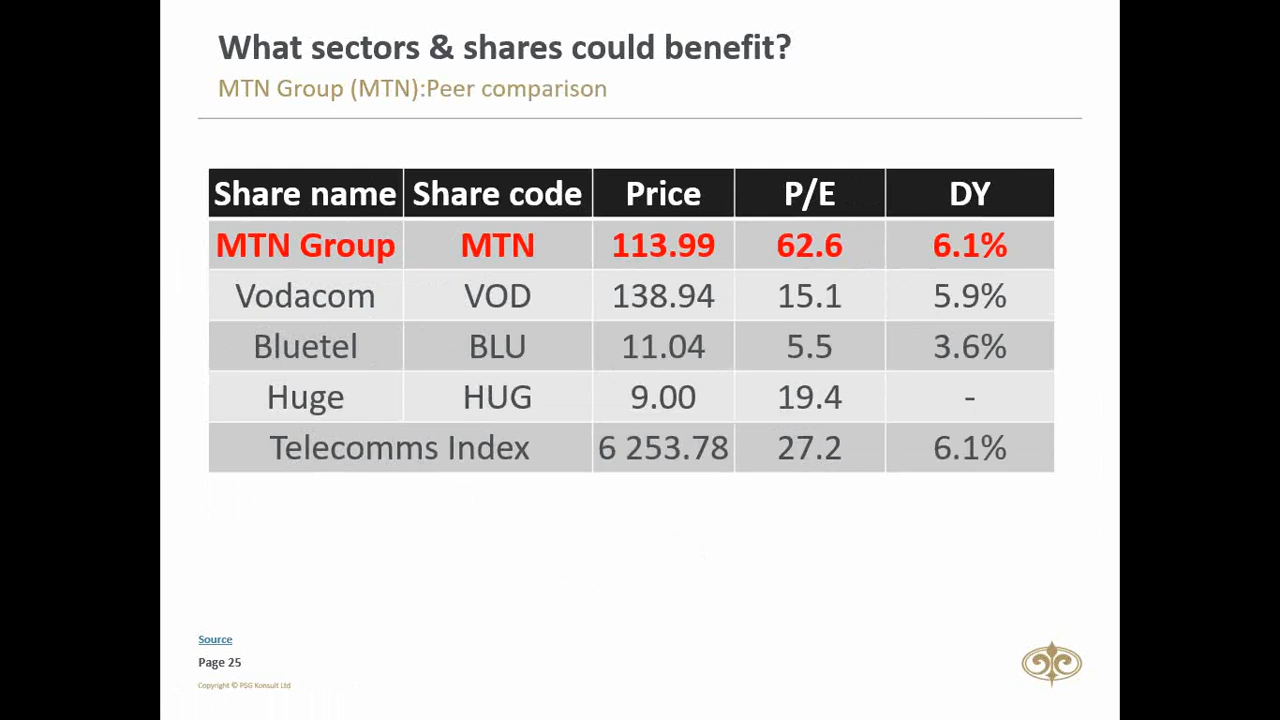 What sectors & shares could benefit?
MTN Group (MTN):Peer comparison
Share name Share code Price P/E DY
MTN Group MTN 113.99 62.6 6.1%
Vodacom VOD 138.94 15.1 5.9%
Bluetel BLU 11.04 5.5 3.6%
Huge HUG 9.00 19.4 -
Telecomms Index 6 253.78 27.2 6.1%
Source
Page 25
Copyright © PSG Konsult Ltd